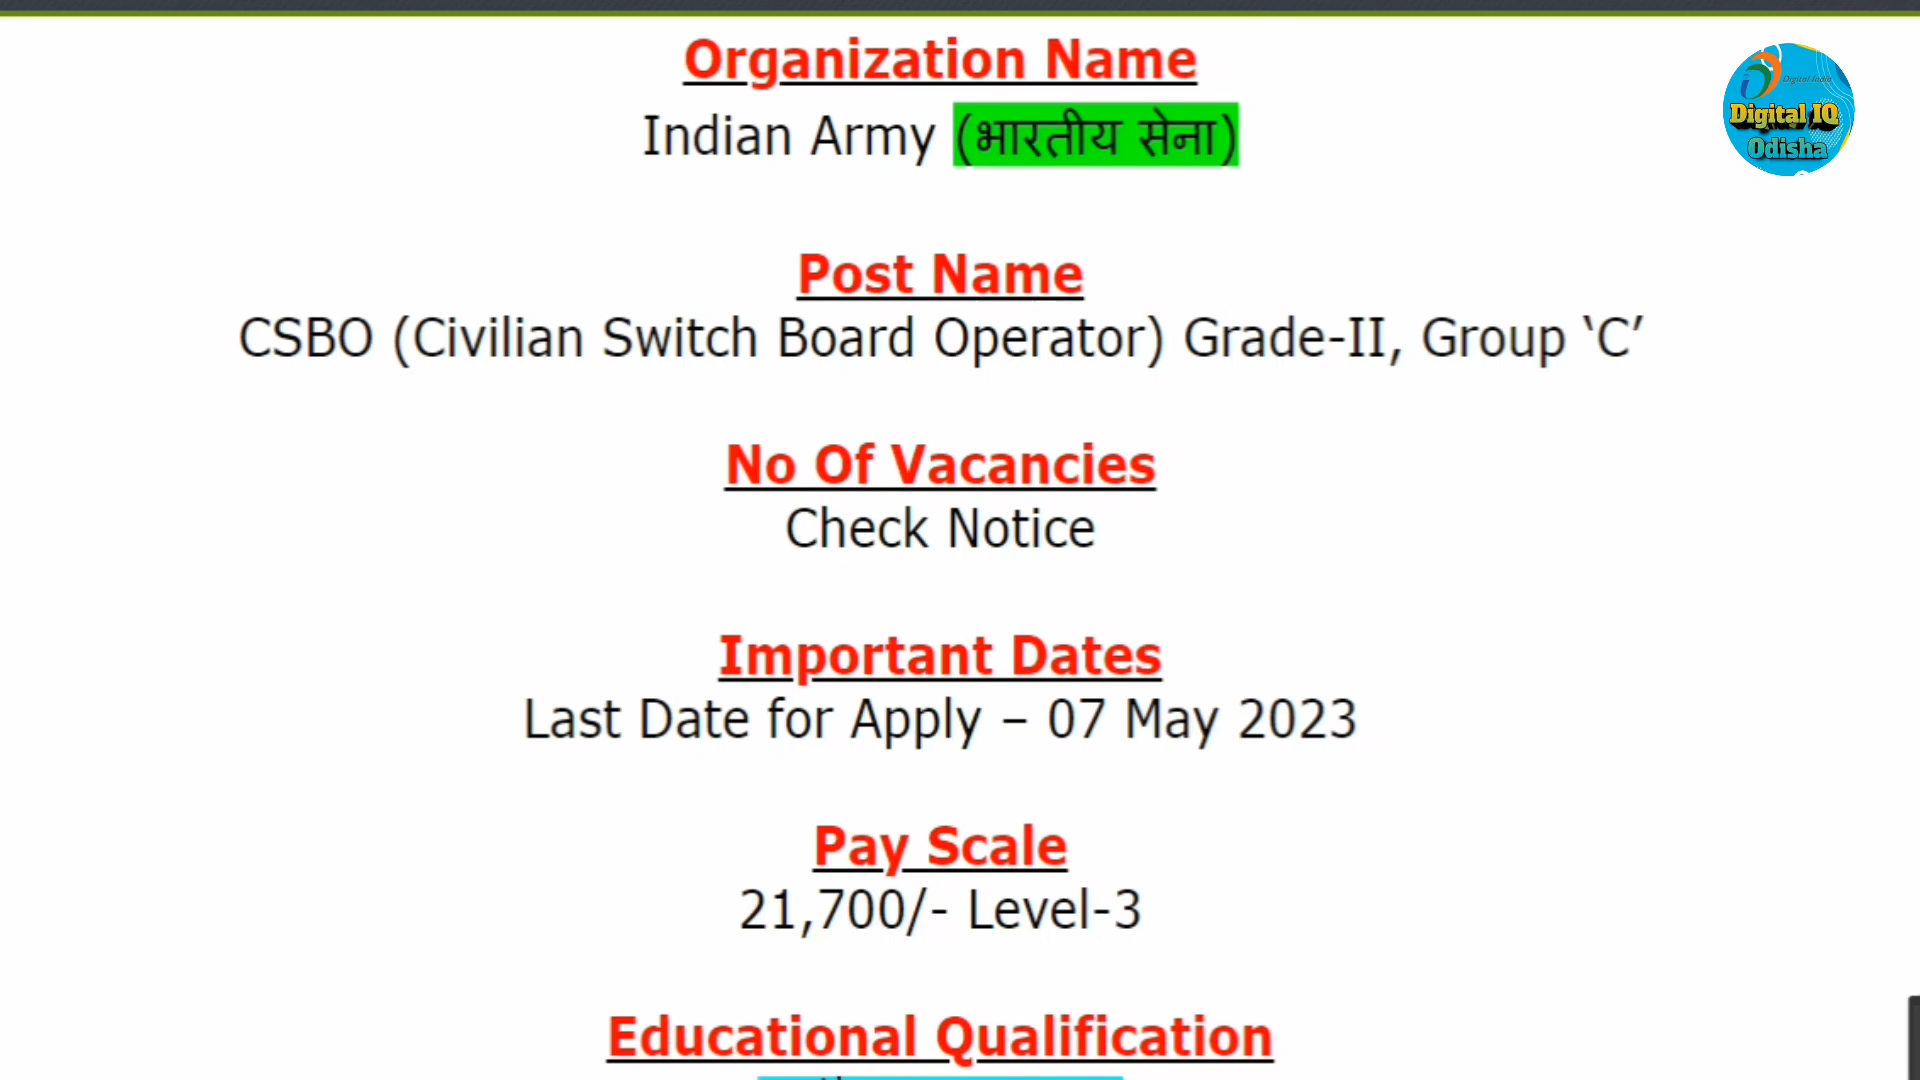 Organization Name
Indian Army (भारतीय सेना)
Digital India
Digital IQ
Odisha
Post Name
CSBO (Civilian Switch Board Operator) Grade-II, Group ‘C’
No Of Vacancies
Check Notice
Important Dates
Last Date for Apply – 07 May 2023
Pay Scale
21,700/- Level-3
Educational Qualification